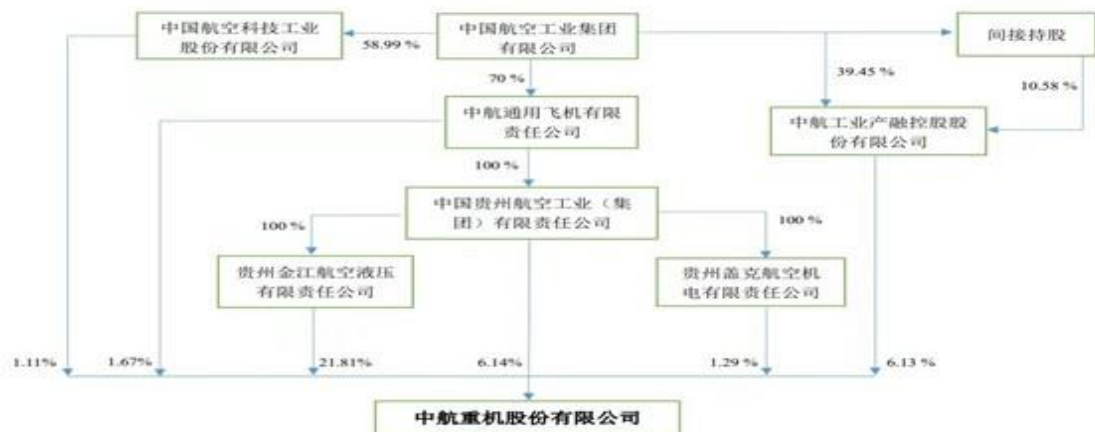 中国航空科技工业
股份有限公司
58.99 %
中国航空工业集团
有限公司
间接持股
70 %
39.45 %
10.58 %
中航通用飞机有限
责任公司
中航工业产融控股股
份有限公司
100 %
中国贵州航空工业（集
团）有限责任公司
100 %
100 %
贵州金江航空液压
有限责任公司
贵州盖克航空机
电有限责任公司
1.11%
1.67%
21.81%
6.14%
1.29 %
6.13 %
中航重机股份有限公司